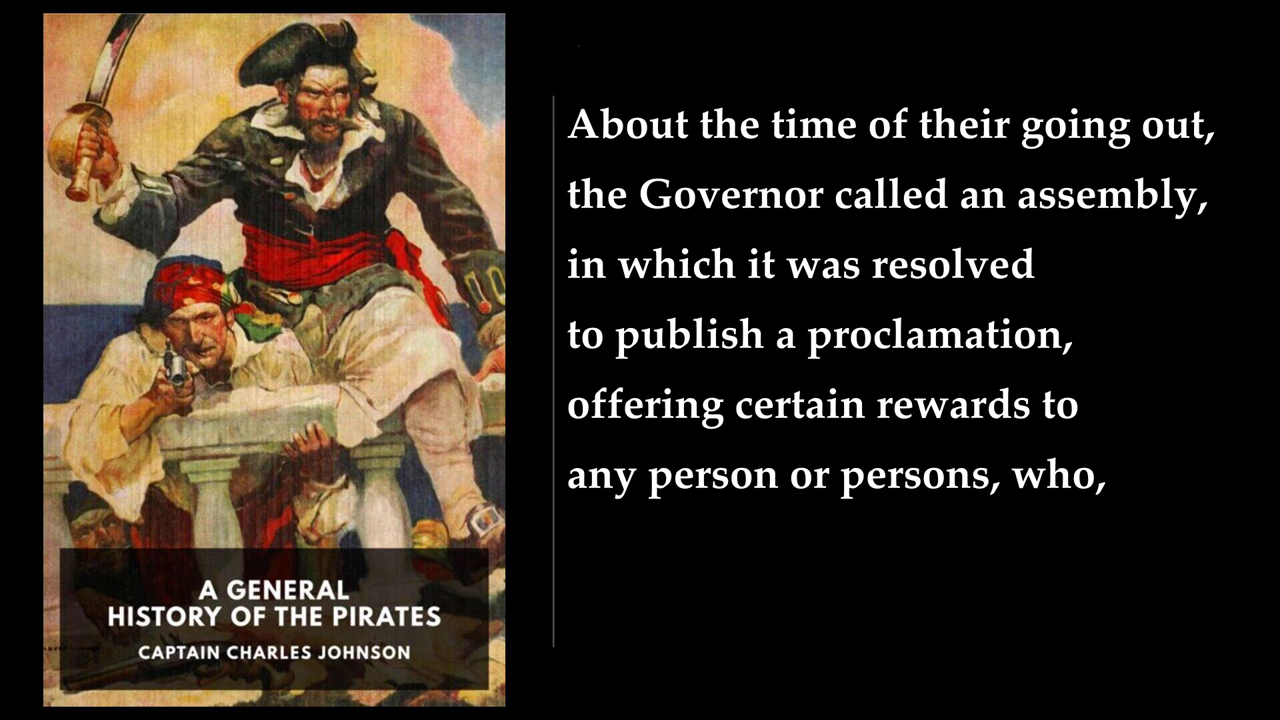 A GENERAL
HISTORY OF THE PIRATES
CAPTAIN CHARLES JOHNSON
About the time of their going out,
the Governor called an assembly,
in which it was resolved
to publish a proclamation,
offering certain rewards to
any person or persons, who,